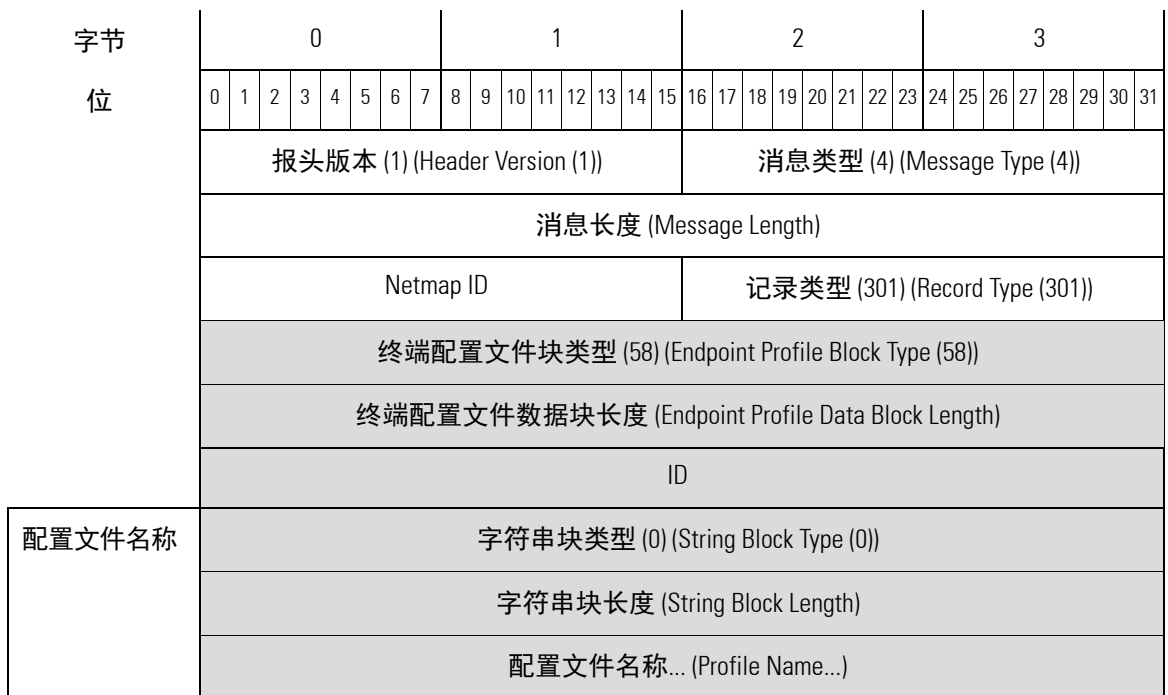 字节 0 1 2 3
位 0 1 2 3 4 5 6 7 8 9 10 11 12 13 14 15 16 17 18 19 20 21 22 23 24 25 26 27 28 29 30 31
报头版本 (1) (Header Version (1)) 消息类型 (4) (Message Type (4))
消息长度 (Message Length)
Netmap ID 记录类型 (301) (Record Type (301))
终端配置文件块类型 (58) (Endpoint Profile Block Type (58))
终端配置文件数据块长度 (Endpoint Profile Data Block Length)
ID
配置文件名称 字符串块类型 (0) (String Block Type (0))
字符串块长度 (String Block Length)
配置文件名称... (Profile Name...)